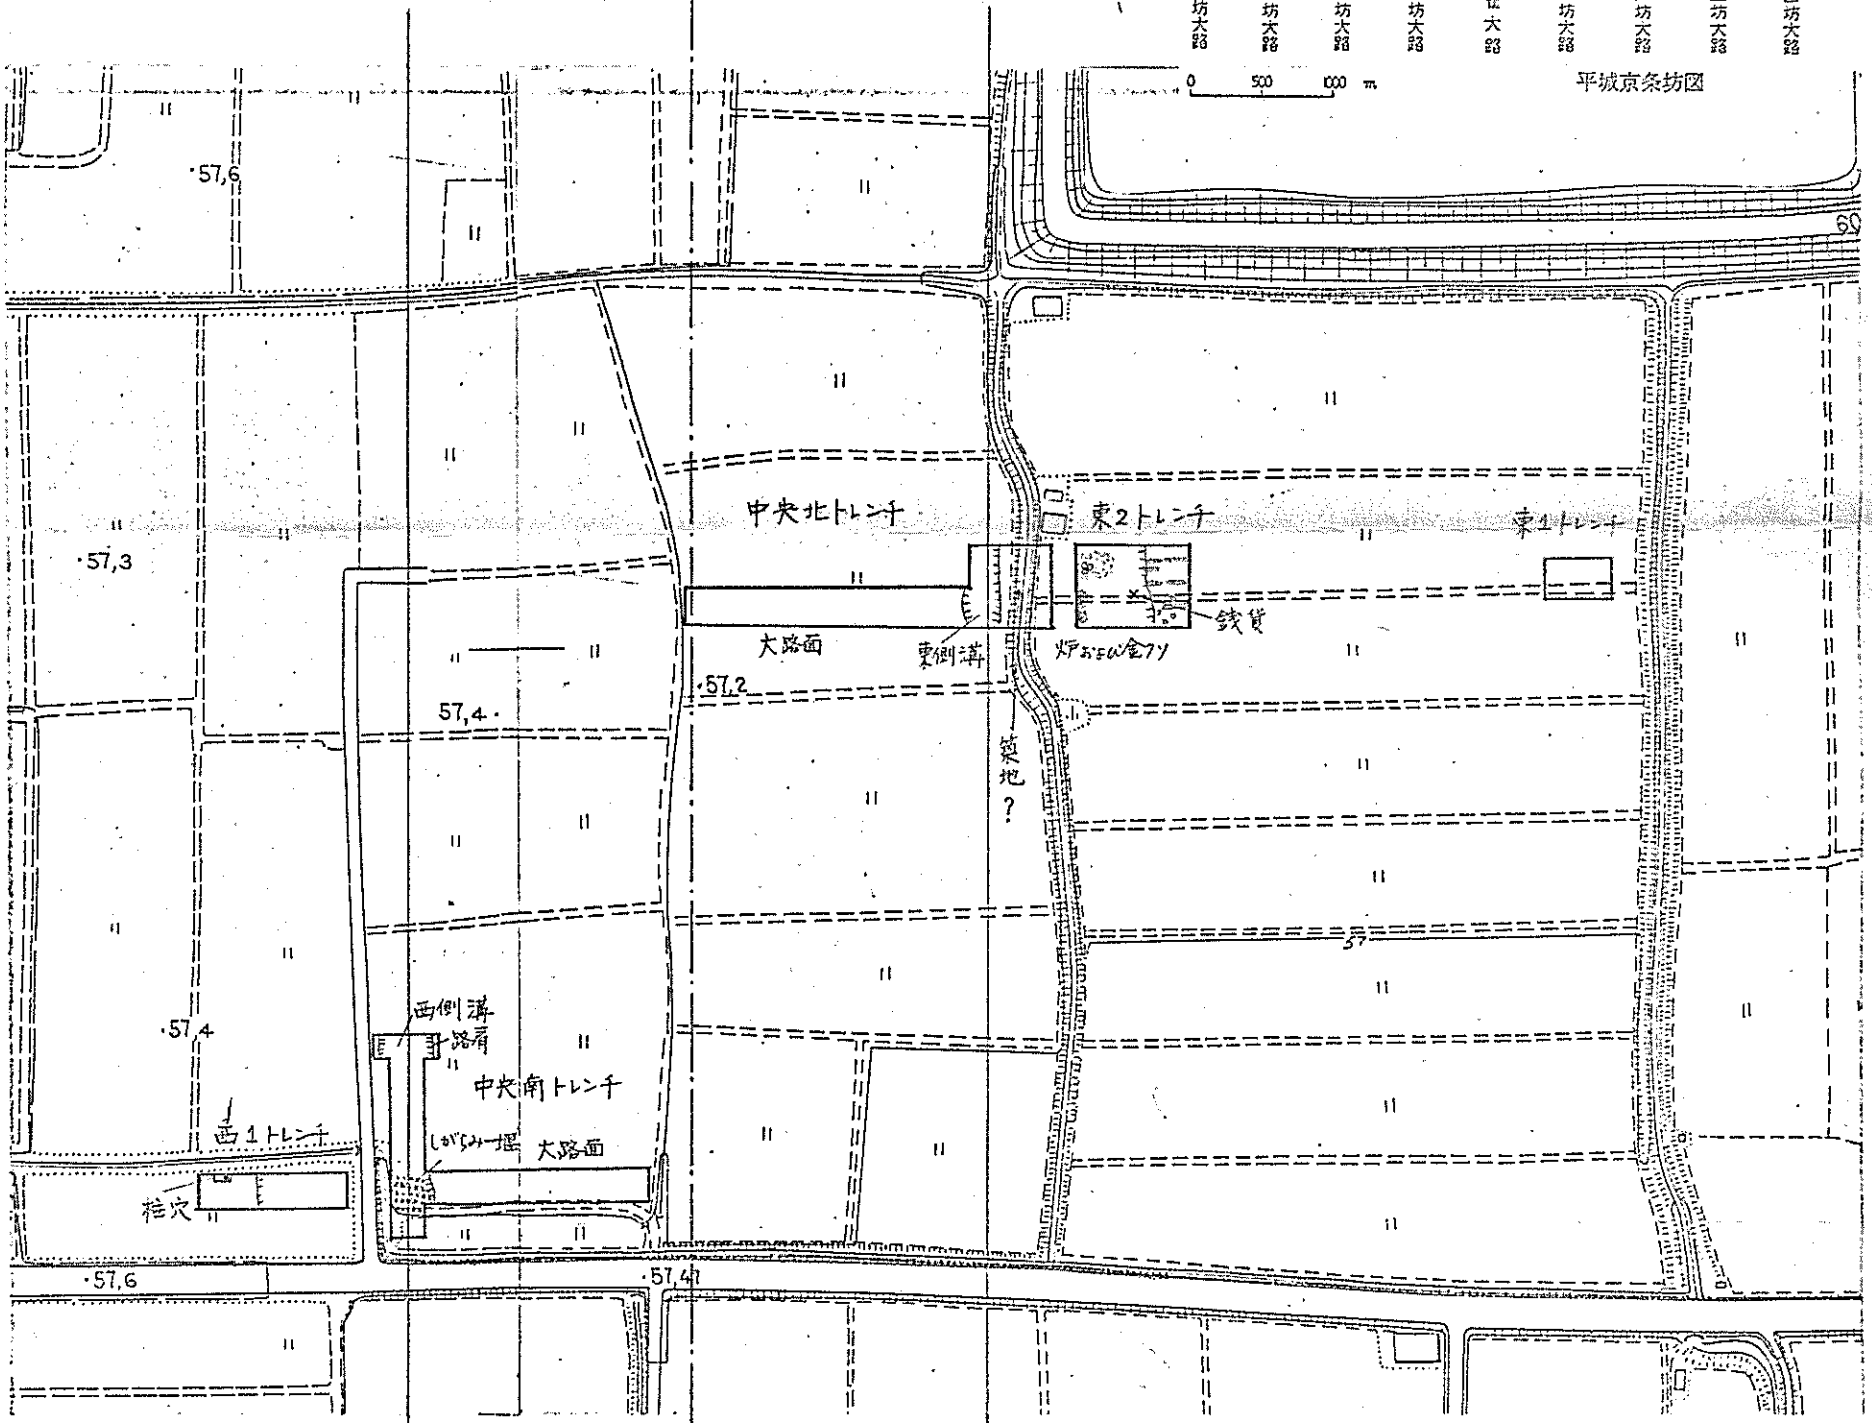 坊大路
坊大路
坊大路
坊大路
大路
坊大路
坊大路
坊大路
坊大路
0 500 1000 m
平城京条坊図
57,6
60
中央北トレンチ
東2トレンチ
東1トレンチ
57,3
銭貨
大路面
東側溝
炉および金クソ
57,2
57,4
築地?
57
西側溝
路肩
57,4
中央南トレンチ
西1トレンチ
しがらみ堰
大路面
柱穴
57,6
57,47